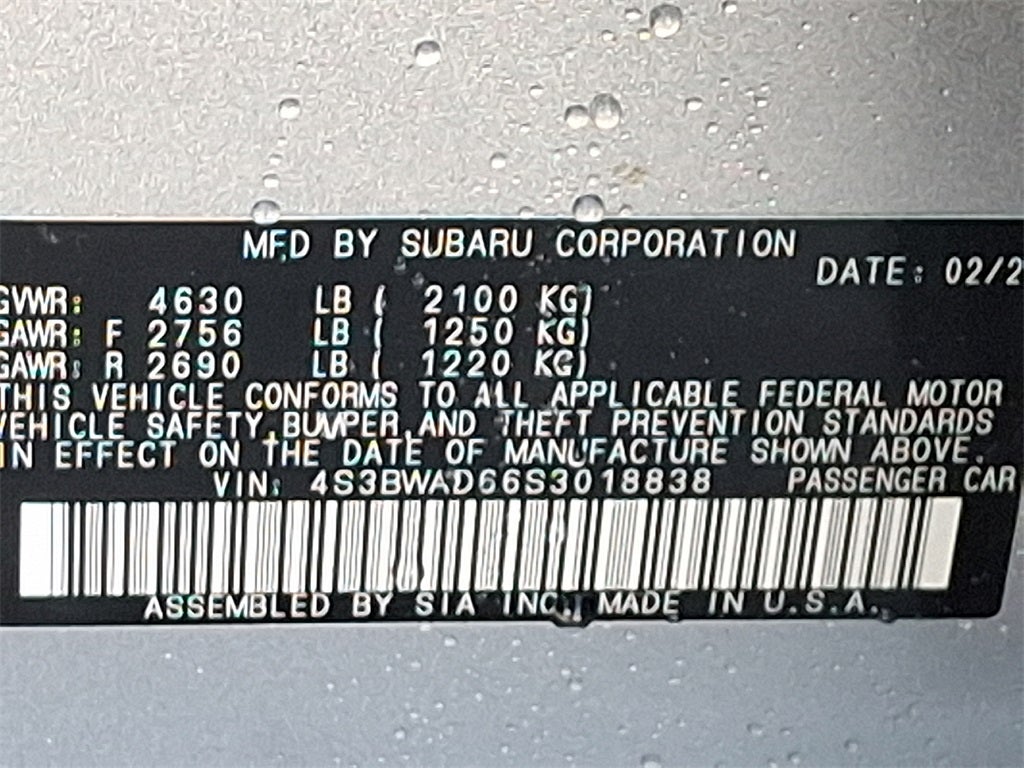 MFD BY SUBARU CORPORATION
DATE: 02/2
GVWR: 4630 LB ( 2100 KG)
GAWR: F 2756 LB ( 1250 KG)
GAWR: R 2690 LB ( 1220 KG)
THIS VEHICLE CONFORMS TO ALL APPLICABLE FEDERAL MOTOR
VEHICLE SAFETY,BUMPER,AND THEFT PREVENTION STANDARDS
IN EFFECT ON THE DATE OF MANUFACTURE SHOWN ABOVE.
VIN: 4S3BWAD66S3018838 PASSENGER CAR
ASSEMBLED BY SIA INC., MADE IN U.S.A.